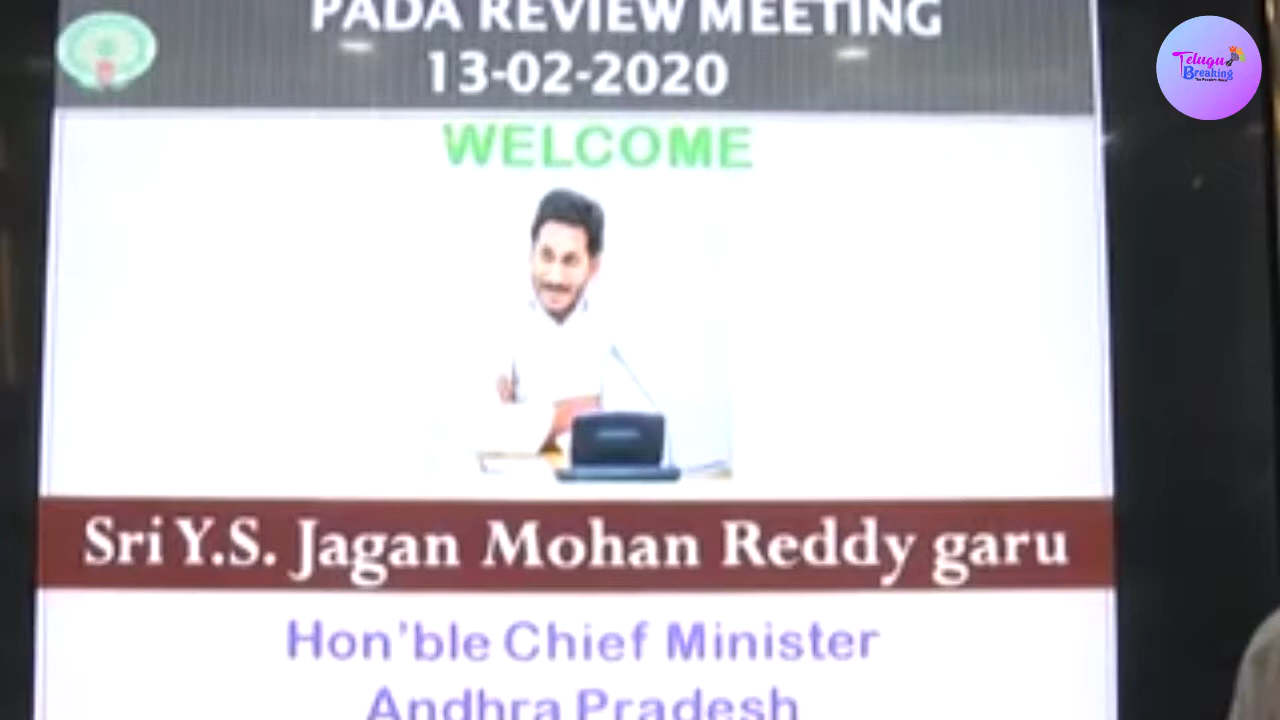 PADA REVIEW MEETING
13-02-2020
WELCOME
Sri Y.S. Jagan Mohan Reddy garu
Hon'ble Chief Minister
Andhra Pradesh
Telugu
Breaking